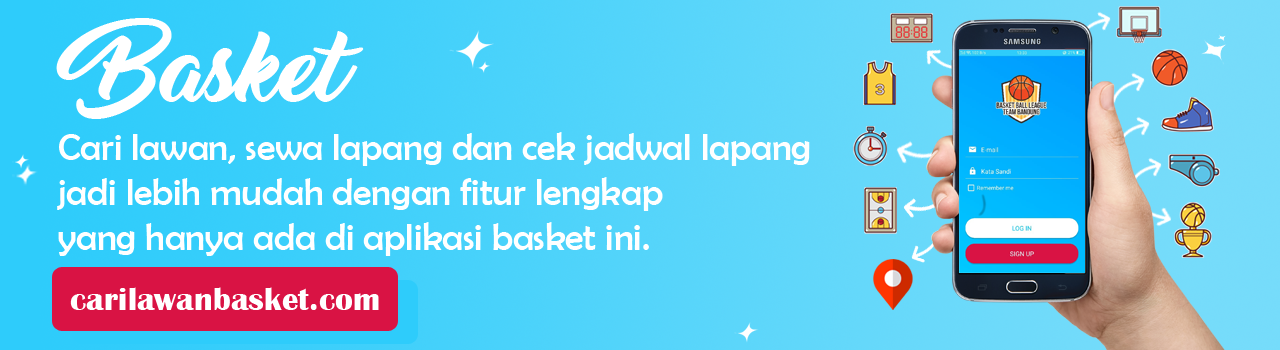 Basket
Cari lawan, sewa lapang dan cek jadwal lapang
jadi lebih mudah dengan fitur lengkap
yang hanya ada di aplikasi basket ini.
carilawanbasket.com
88:88
3
SAMSUNG
BASKET BALL LEAGUE
TEAM BANDUNG
E-mail
Kata Sandi
Remember me
LOG IN
SIGN UP